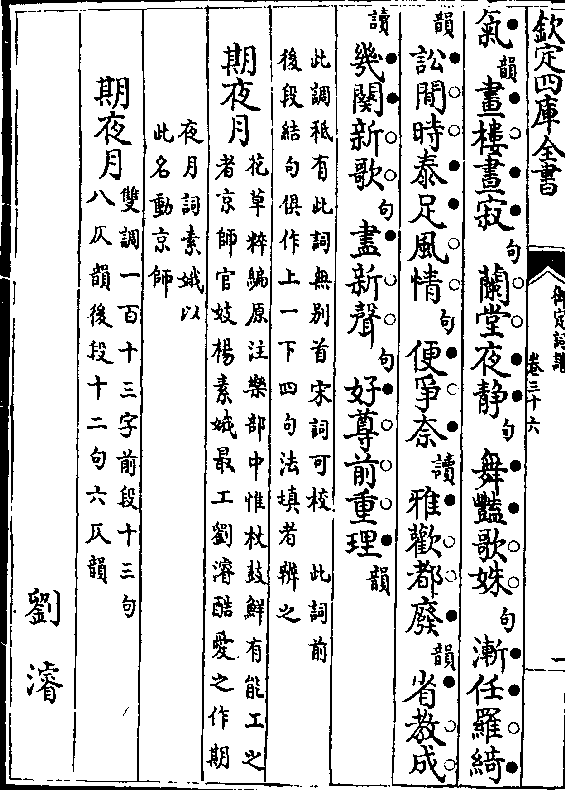 欽定四庫全書
御定詞譜
卷三十六
氣韻畫樓晝寂句蘭堂夜静句舞豔歌姝句漸任羅綺
韻訟閒時泰足風情句便爭奈讀雅歡都廢韻省教成
讀幾闋新歌句盡新聲句好尊前重理韻
此調秪有此詞無别首宋詞可校 此詞前
後段結句俱作上一下四句法填者辨之
期夜月
花草粹編原注樂部中惟杖鼓鮮有能工之
者京師官妓楊素娥最工劉濬酷愛之作期
夜月詞素娥以
此名動京師
期夜月
雙調一百十三字前段十三句
八仄韻後段十二句六仄韻
劉濬